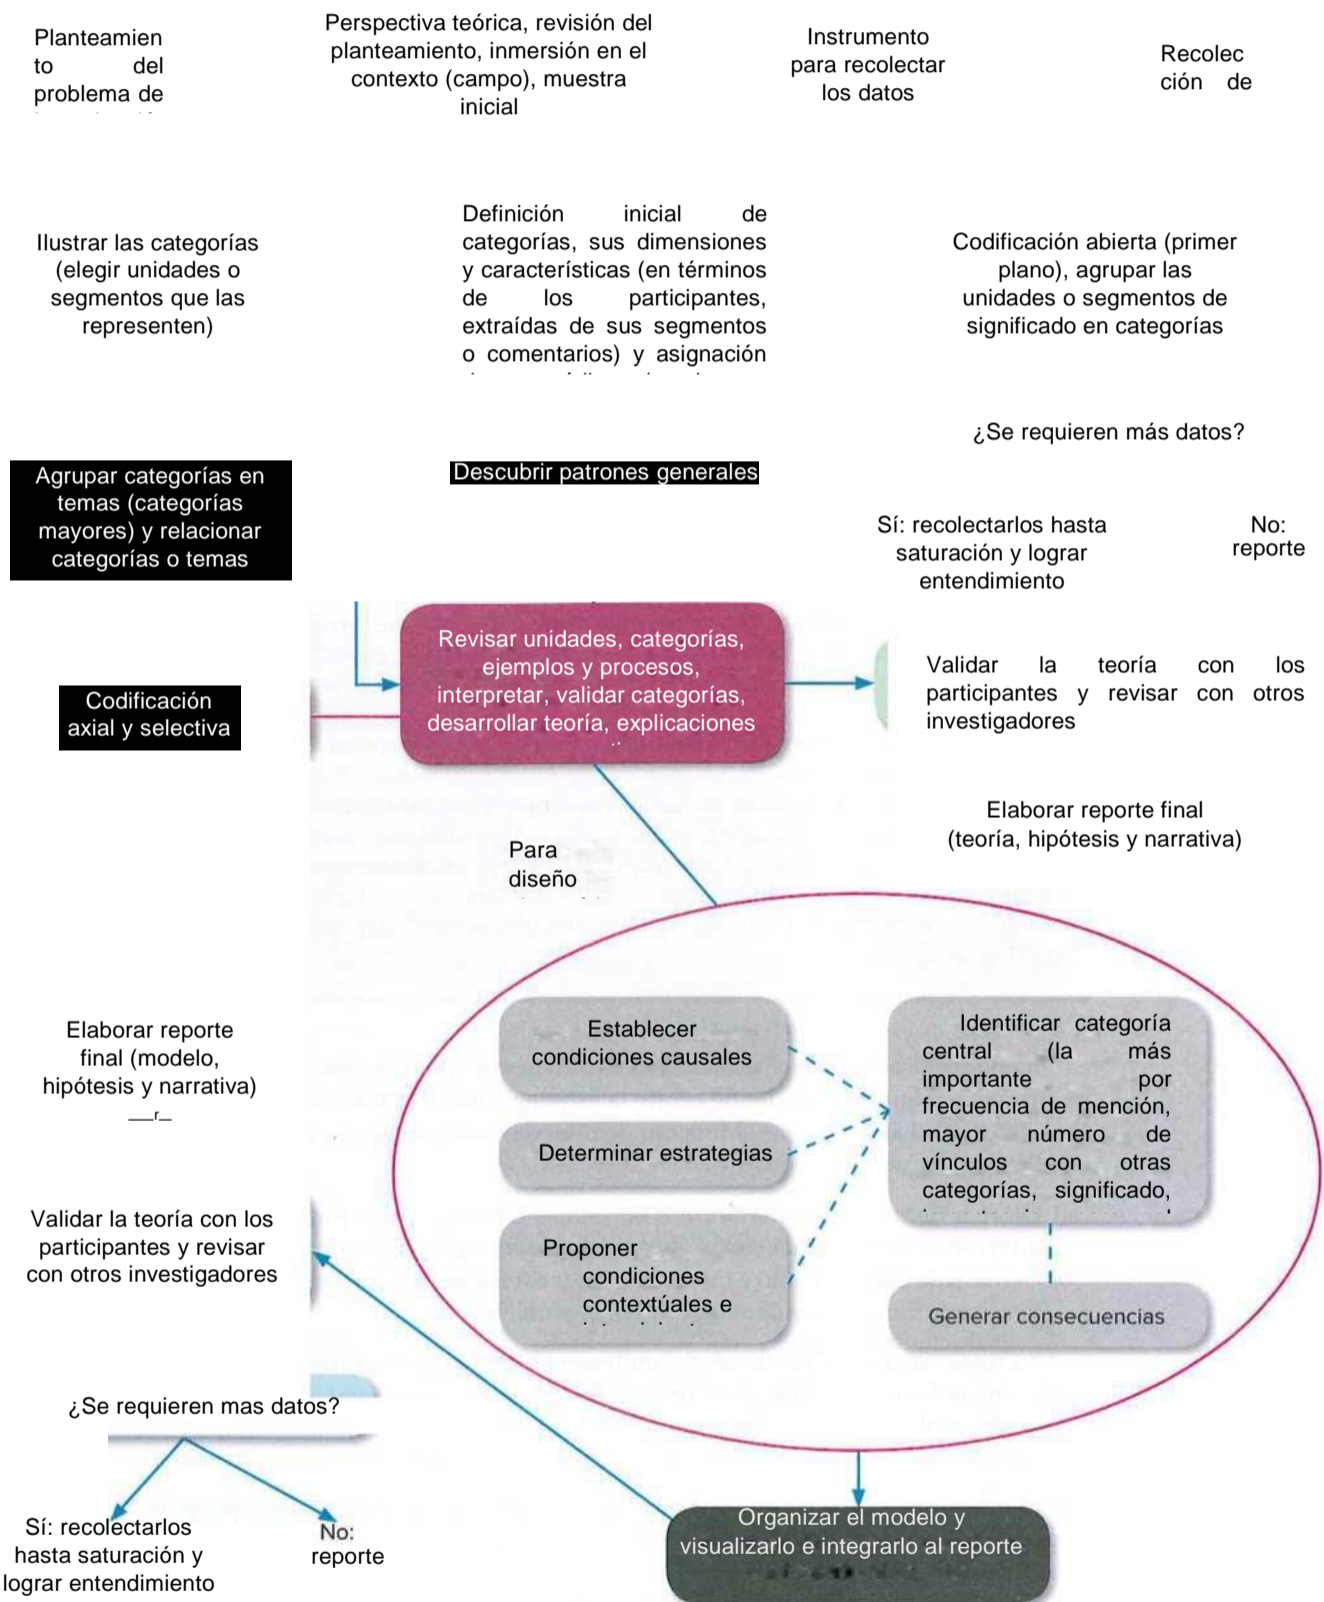 Planteamien
to del
problema de
Perspectiva teórica, revisión del
planteamiento, inmersión en el
contexto (campo), muestra
inicial
Instrumento
para recolectar
los datos
Recolec
ción de
Ilustrar las categorías
(elegir unidades o
segmentos que las
representen)
Definición inicial de
categorías, sus dimensiones
y características (en términos
de los participantes,
extraídas de sus segmentos
o comentarios) y asignación
Codificación abierta (primer
plano), agrupar las
unidades o segmentos de
significado en categorías
¿Se requieren más datos?
Agrupar categorías en
temas (categorías
mayores) y relacionar
categorías o temas
Descubrir patrones generales
Sí: recolectarlos hasta
saturación y lograr
entendimiento
No:
reporte
Revisar unidades, categorías,
ejemplos y procesos,
interpretar, validar categorías,
desarrollar teoría, explicaciones
Validar la teoría con los
participantes y revisar con otros
investigadores
Codificación
axial y selectiva
Elaborar reporte final
(teoría, hipótesis y narrativa)
Para
diseño
Elaborar reporte
final (modelo,
hipótesis y narrativa)
Establecer
condiciones causales
Identificar categoría
central (la más
importante por
frecuencia de mención,
mayor número de
vínculos con otras
categorías, significado,
Determinar estrategias
Validar la teoría con los
participantes y revisar
con otros investigadores
Proponer
condiciones
contextúales e
Generar consecuencias
¿Se requieren mas datos?
Sí: recolectarlos
hasta saturación y
lograr entendimiento
No:
reporte
Organizar el modelo y
visualizarlo e integrarlo al reporte